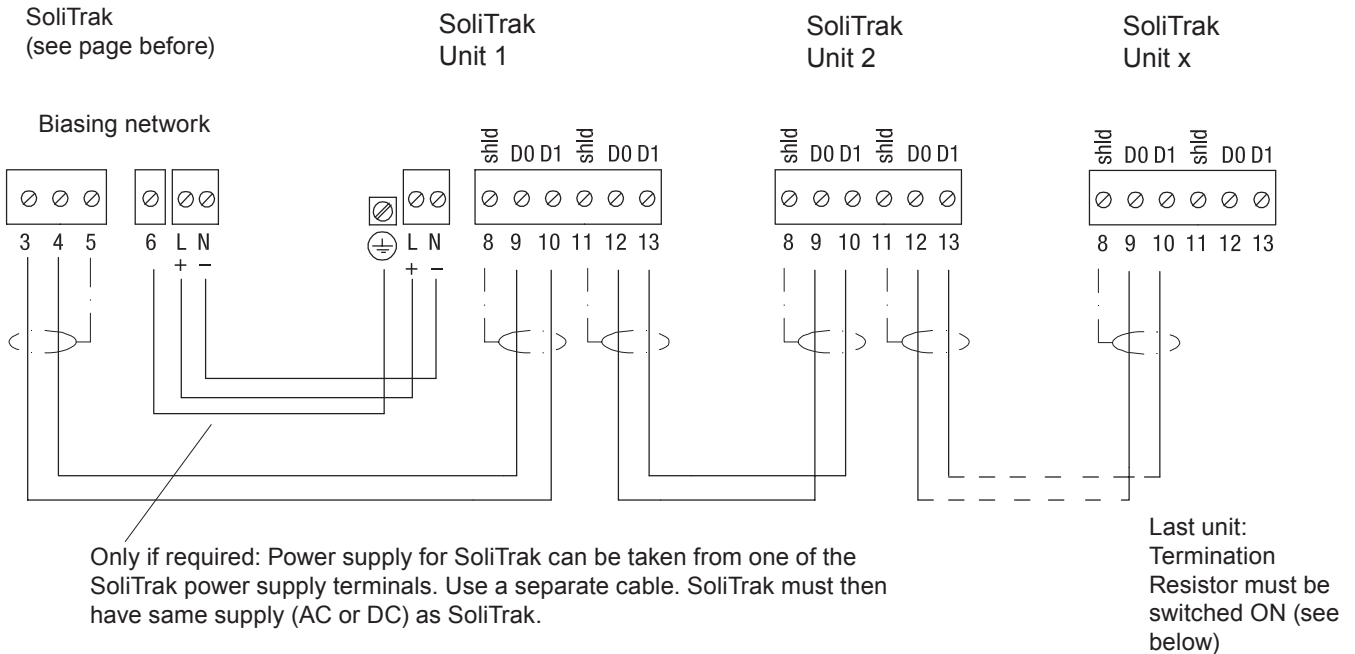 SoliTrak
(see page before)
SoliTrak
Unit 1
SoliTrak
Unit 2
SoliTrak
Unit x
Biasing network
shld D0 D1 shld D0 D1
shld D0 D1 shld D0 D1
shld D0 D1 shld D0 D1
3 4 5 6 L N L N 8 9 10 11 12 13
8 9 10 11 12 13
8 9 10 11 12 13
+ − + −
Only if required: Power supply for SoliTrak can be taken from one of the
SoliTrak power supply terminals. Use a separate cable. SoliTrak must then
have same supply (AC or DC) as SoliTrak.
Last unit:
Termination
Resistor must be
switched ON (see
below)